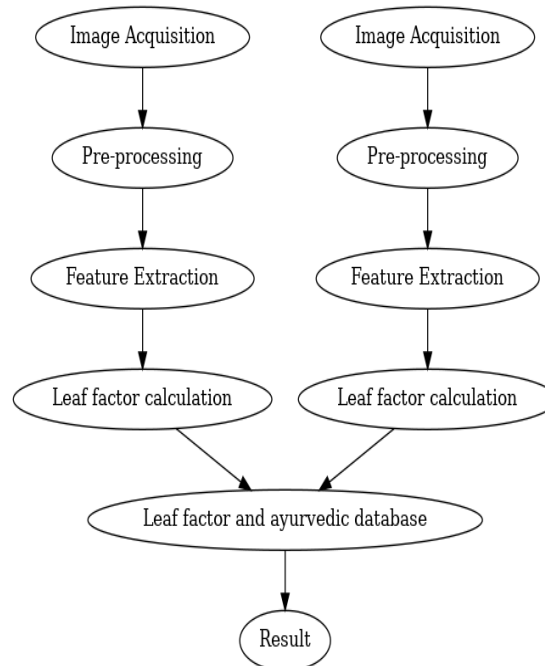 Image Acquisition
Image Acquisition
Pre-processing
Pre-processing
Feature Extraction
Feature Extraction
Leaf factor calculation
Leaf factor calculation
Leaf factor and ayurvedic database
Result